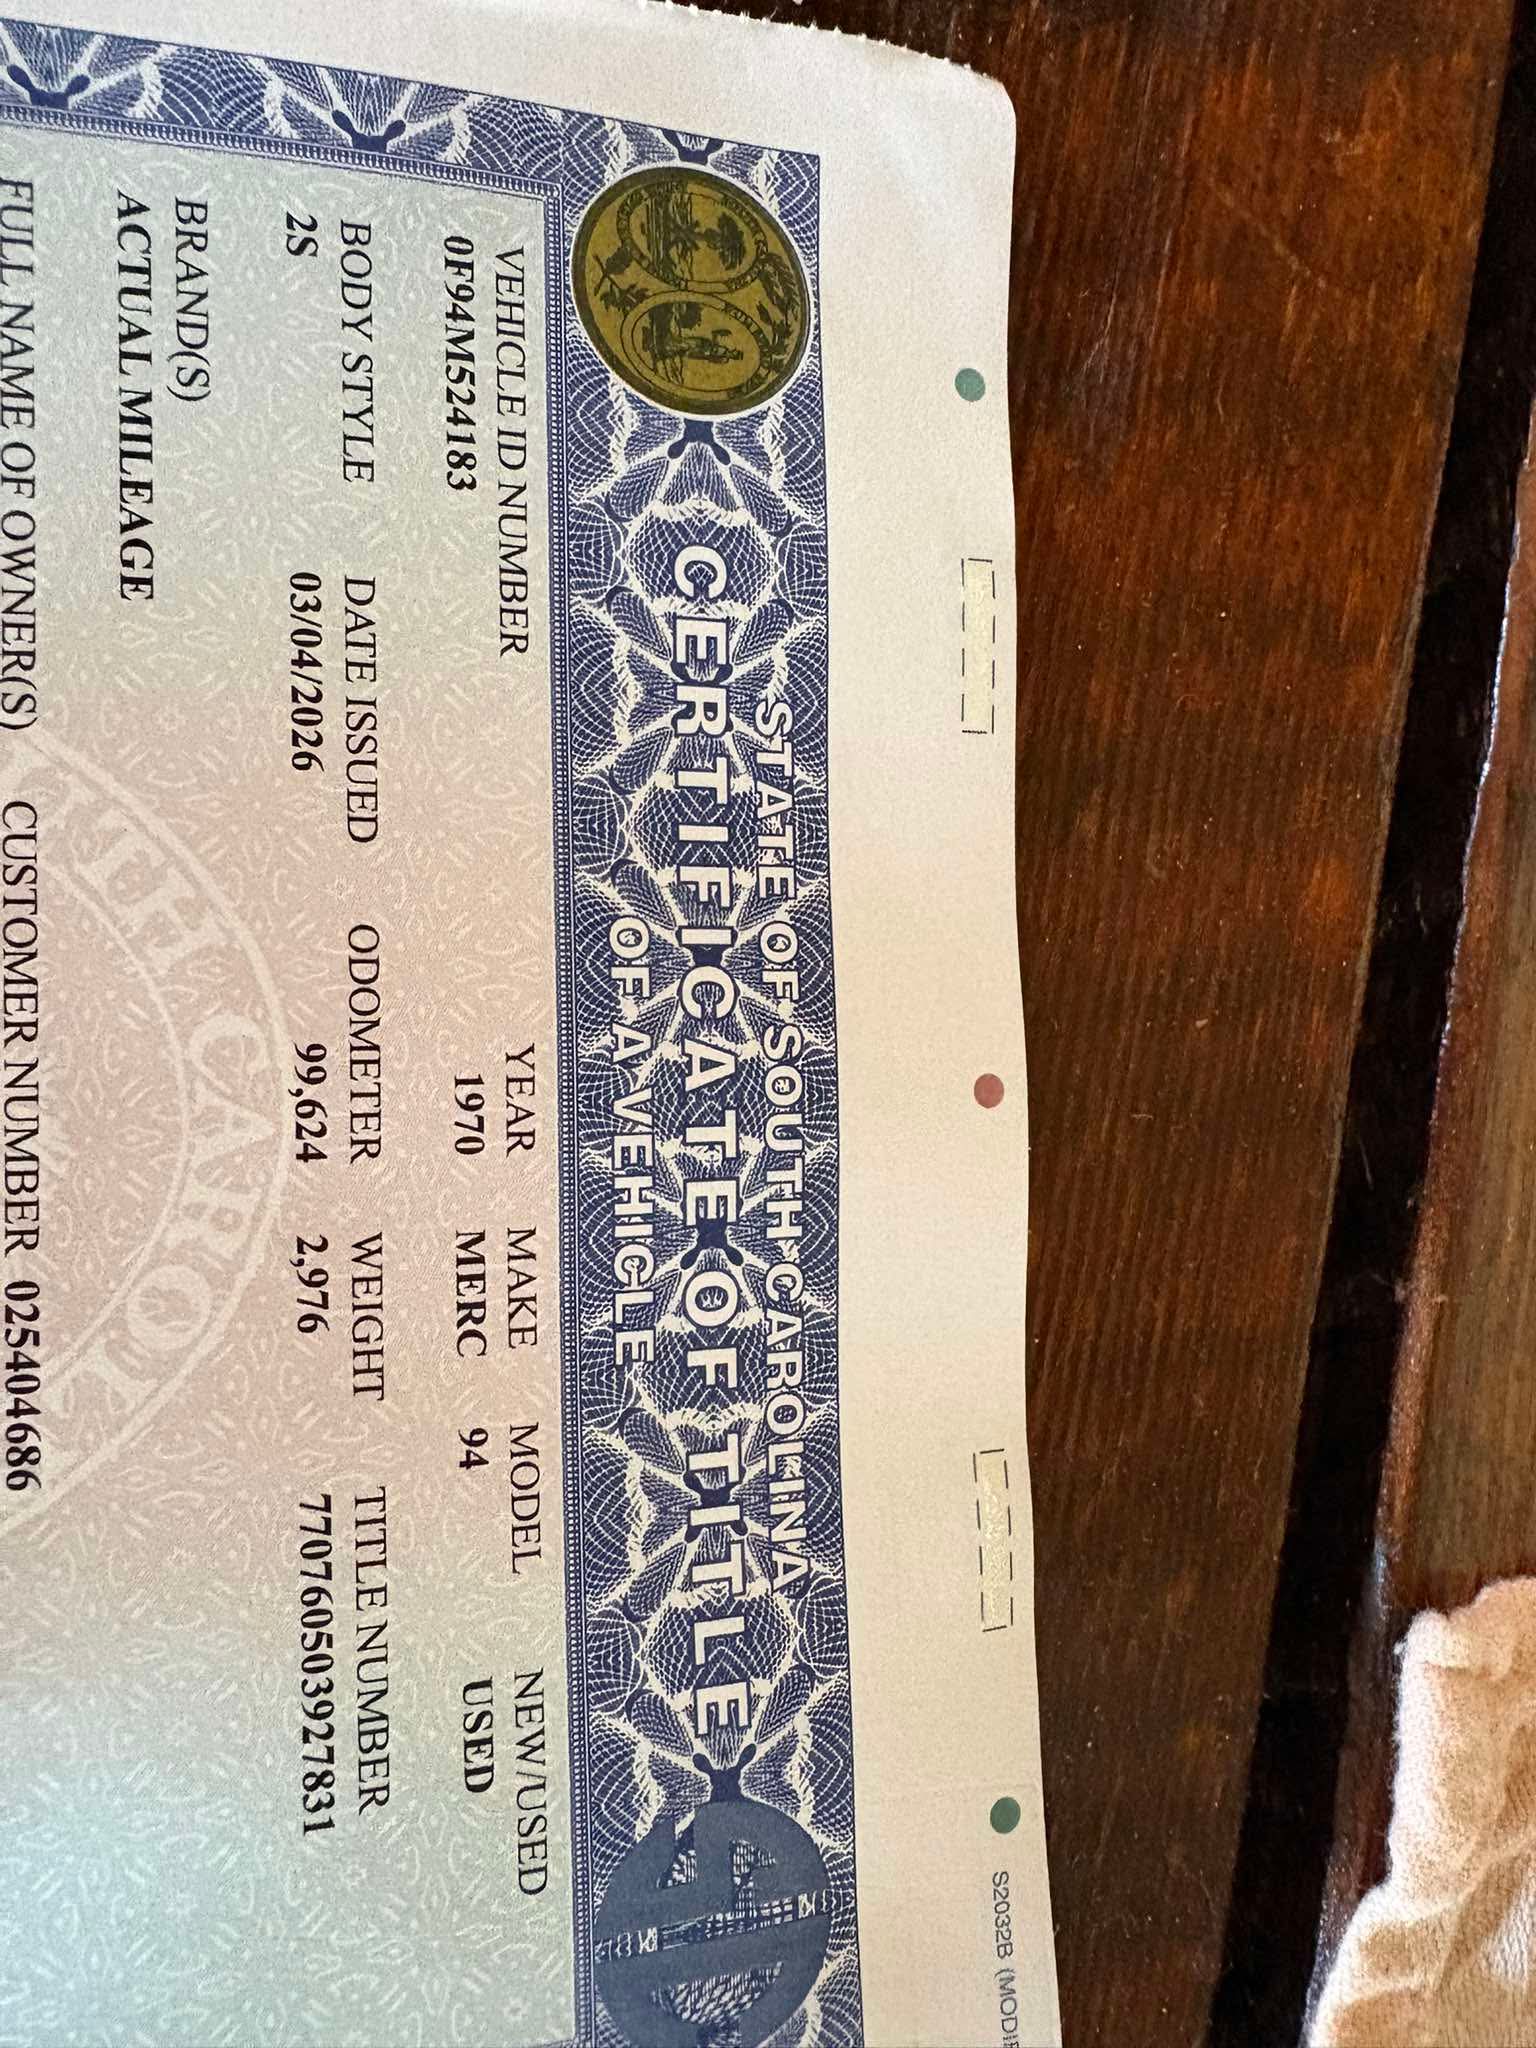 S2032B
STATE OF SOUTH CAROLINA
CERTIFICATE OF TITLE
OF A VEHICLE
VEHICLE ID NUMBER YEAR MAKE MODEL NEW/USED
0F94M524183 1970 MERC 94 USED
BODY STYLE DATE ISSUED ODOMETER WEIGHT TITLE NUMBER
2S 03/04/2026 99,624 2,976 770760503927831
BRAND(S)
ACTUAL MILEAGE
FULL NAME OF OWNER(S) CUSTOMER NUMBER 025404686